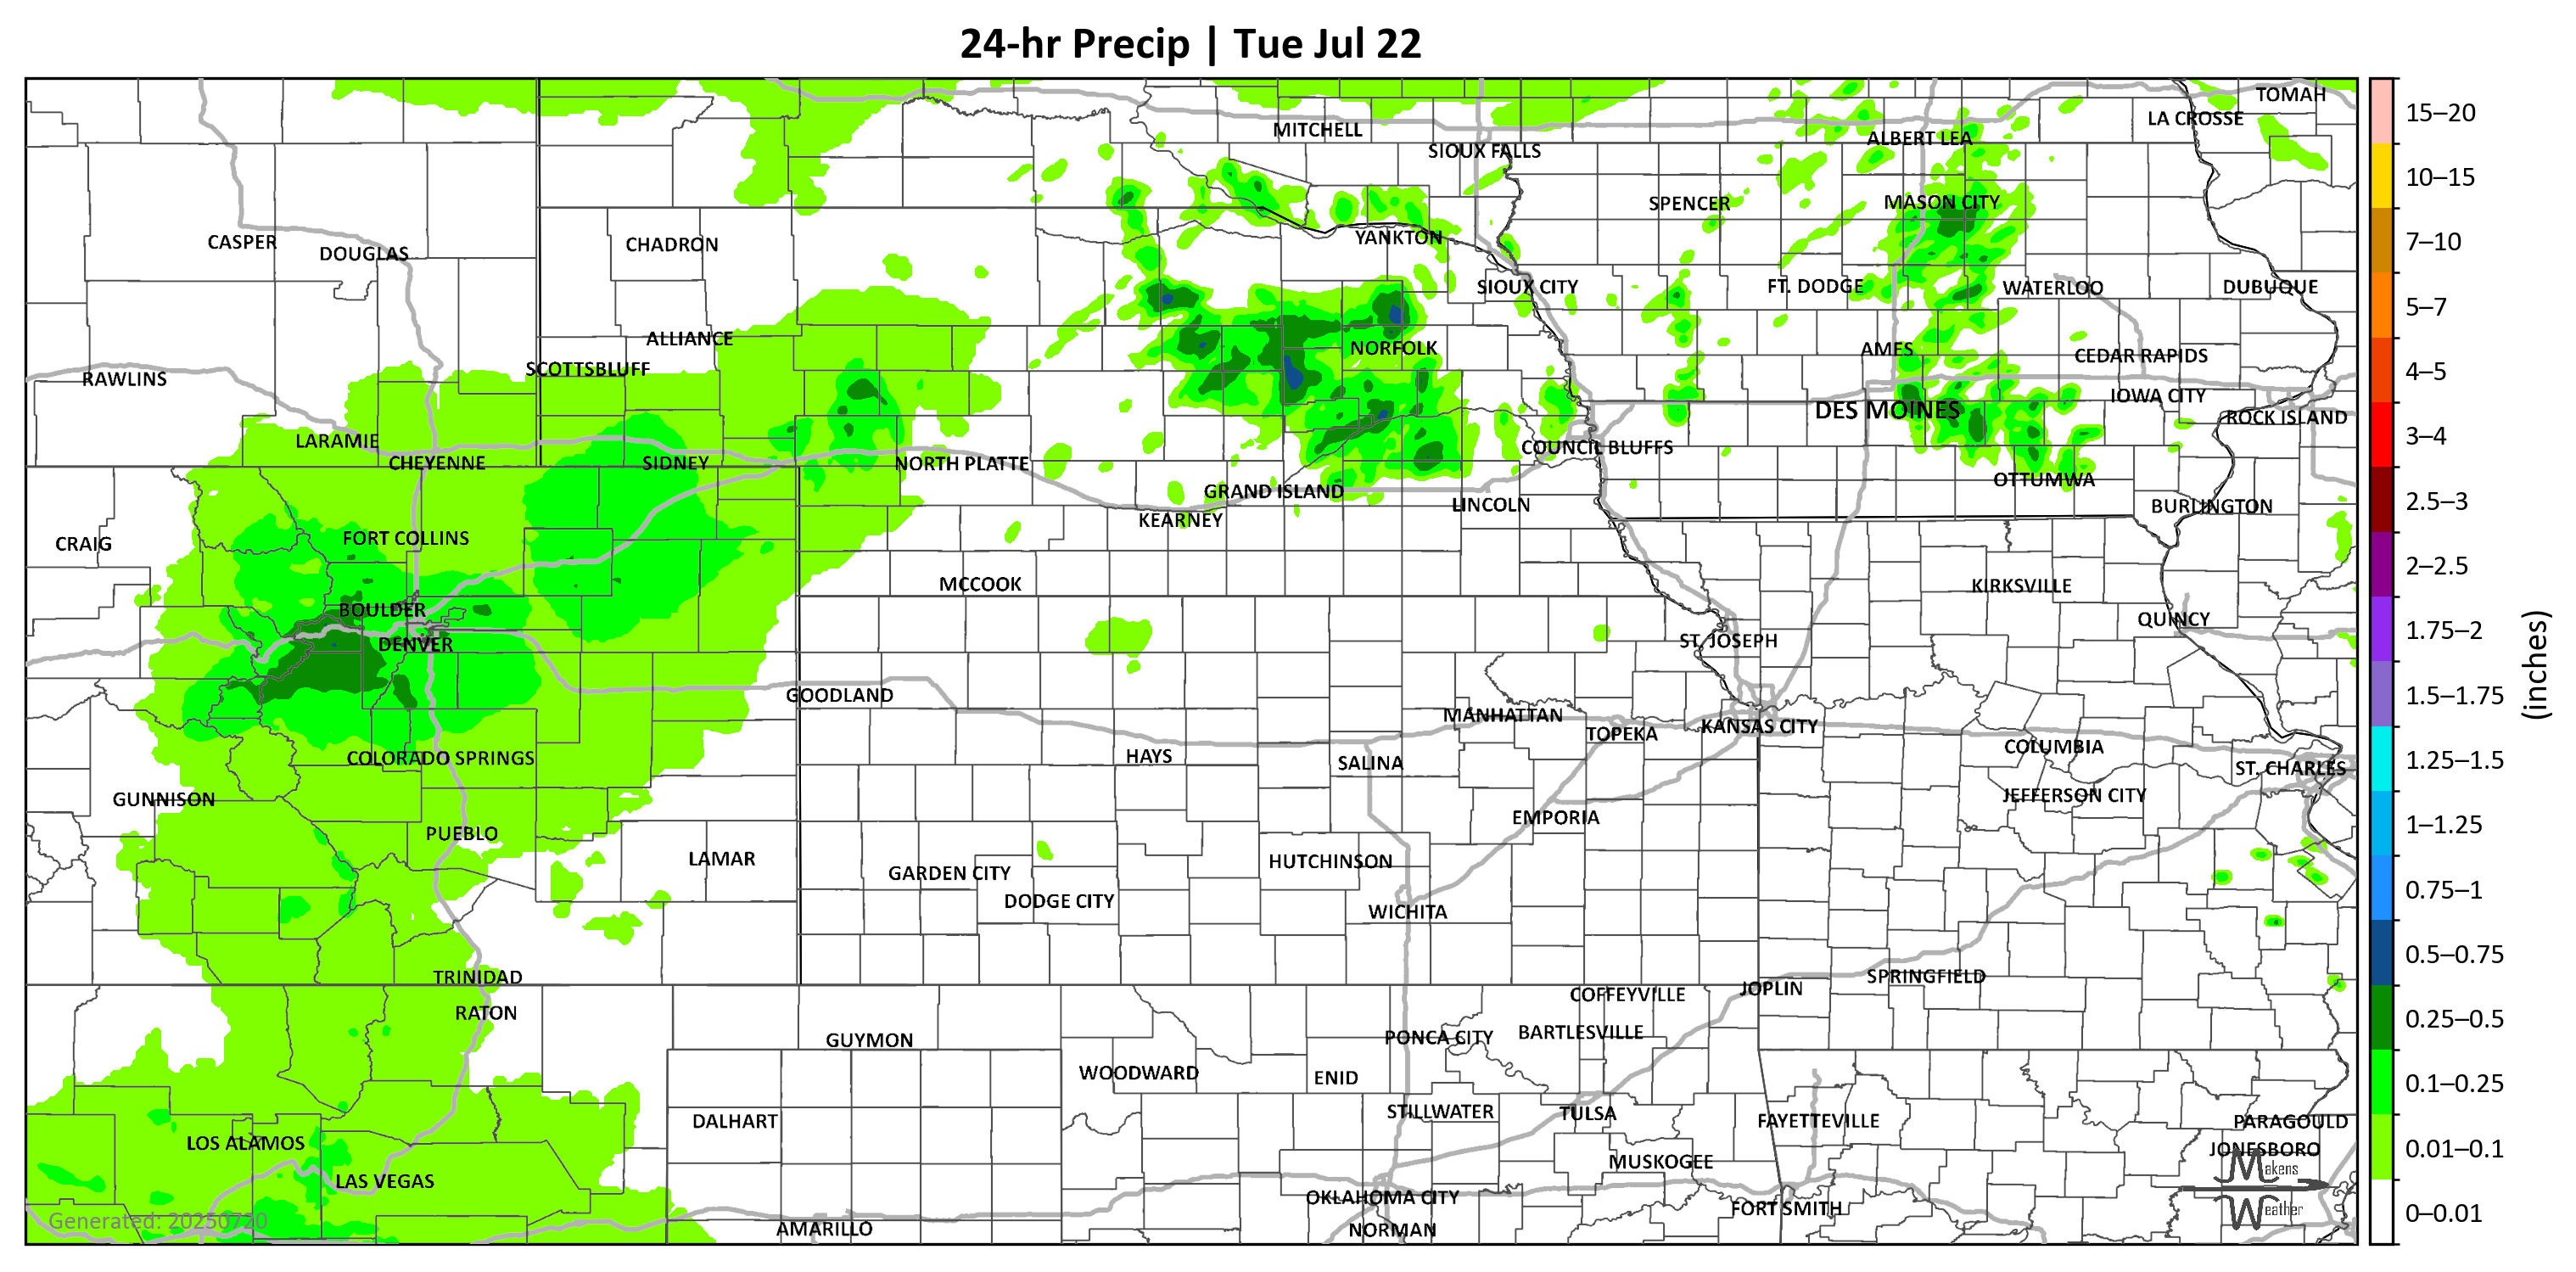 24-hr Precip | Tue Jul 22
TOMAH
LA CROSSE
MITCHELL
ALBERT LEA
SIOUX FALLS
SPENCER
MASON CITY
YANKTON
CASPER
CHADRON
DOUGLAS
SIOUX CITY
FT. DODGE
WATERLOO
DUBUQUE
ALLIANCE
NORFOLK
AMES
CEDAR RAPIDS
SCOTTSBLUFF
RAWLINS
IOWA CITY
DES MOINES
ROCK ISLAND
LARAMIE
COUNCIL BLUFFS
CHEYENNE
SIDNEY
NORTH PLATTE
OTTUMWA
GRAND ISLAND
LINCOLN
BURLINGTON
KEARNEY
CRAIG
FORT COLLINS
MCCOOK
KIRKSVILLE
BOULDER
QUINCY
DENVER
ST. JOSEPH
GOODLAND
MANHATTAN
KANSAS CITY
TOPEKA
COLUMBIA
COLORADO SPRINGS
HAYS
SALINA
ST. CHARLES
GUNNISON
JEFFERSON CITY
EMPORIA
PUEBLO
LAMAR
HUTCHINSON
GARDEN CITY
DODGE CITY
WICHITA
TRINIDAD
SPRINGFIELD
JOPLIN
COFFEYVILLE
RATON
BARTLESVILLE
PONCA CITY
GUYMON
WOODWARD
ENID
STILLWATER
TULSA
DALHART
FAYETTEVILLE
PARAGOULD
LOS ALAMOS
JONESBORO
MUSKOGEE
LAS VEGAS
OKLAHOMA CITY
FORT SMITH
AMARILLO
NORMAN
Generated: 20250720
Makens
Weather
15–20
10–15
7–10
5–7
4–5
3–4
2.5–3
2–2.5
1.75–2
1.5–1.75
1.25–1.5
1–1.25
0.75–1
0.5–0.75
0.25–0.5
0.1–0.25
0.01–0.1
0–0.01
(inches)